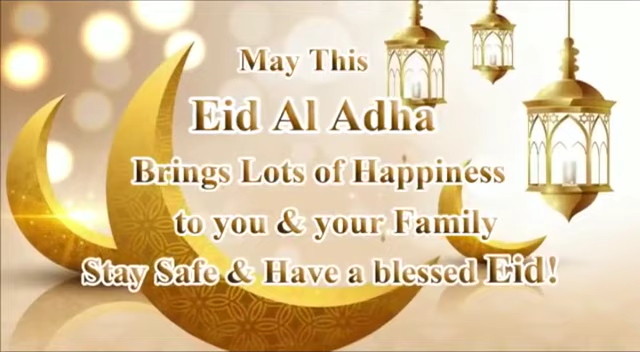 May This
Eid Al Adha
Brings Lots of Happiness
to you & your Family
Stay Safe & Have a blessed Eid!